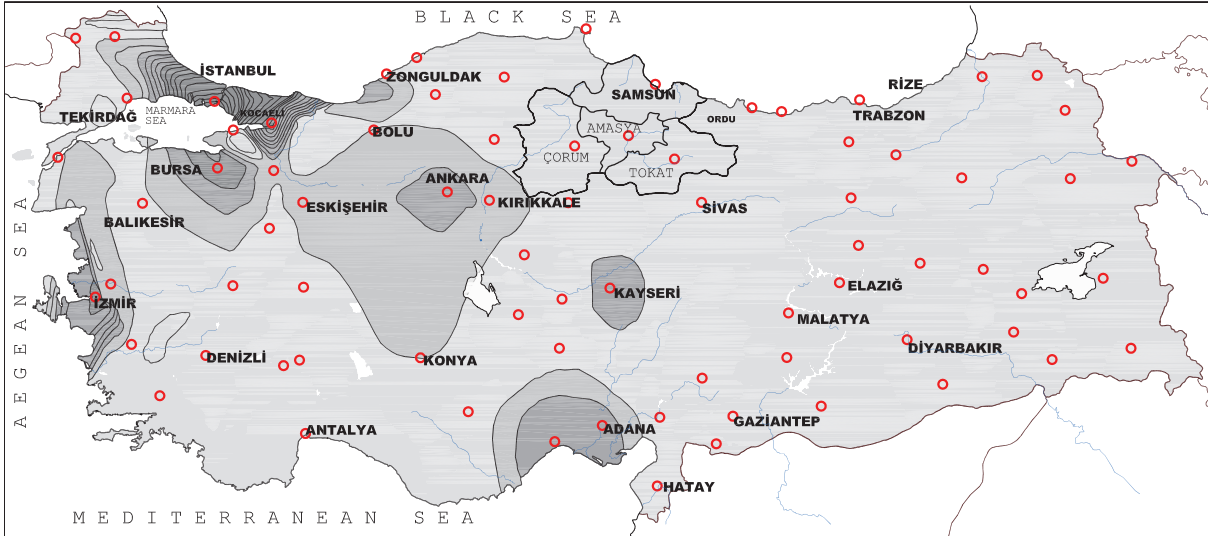 BLACK SEA
İSTANBUL
ZONGULDAK
RİZE
SAMSUN
TEKİRDAĞ
MARMARA
SEA
KOCAELİ
ORDU
TRABZON
BOLU
AMASYA
ÇORUM
BURSA
ANKARA
TOKAT
BALIKESİR
ESKİŞEHİR
KIRIKKALE
SİVAS
İZMİR
KAYSERİ
ELAZIĞ
MALATYA
DENİZLİ
KONYA
DİYARBAKIR
AEGEAN SEA
ANTALYA
ADANA
GAZİANTEP
HATAY
MEDITERRANEAN SEA